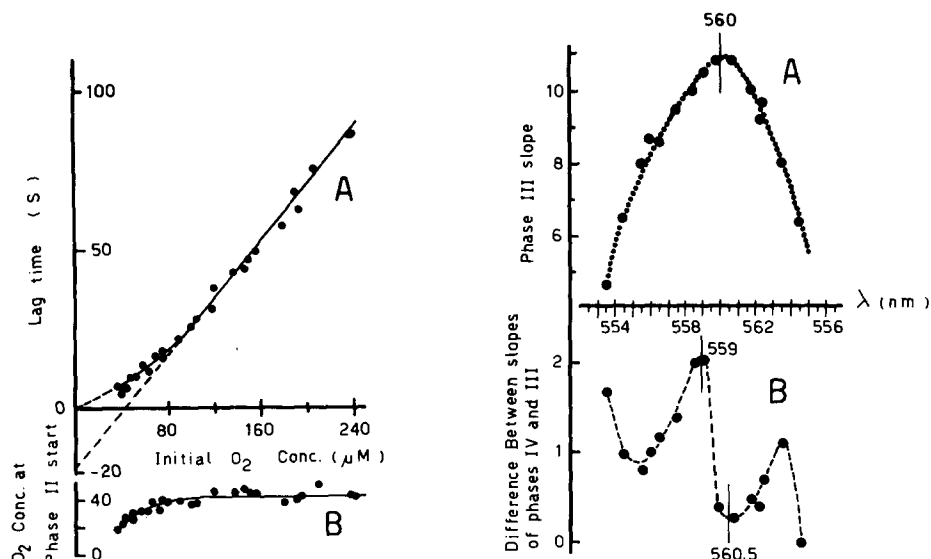 100
50
0
-20
Lag time (S)
A
80 160 240
Initial O2 Conc. (μM)
40
0
O2 Conc. at
Phase II start
B
560
A
10
8
6
Phase III slope
554 558 562 556
λ (nm)
2
1
0
Difference Between slopes
of phases IV and III
559
B
560.5